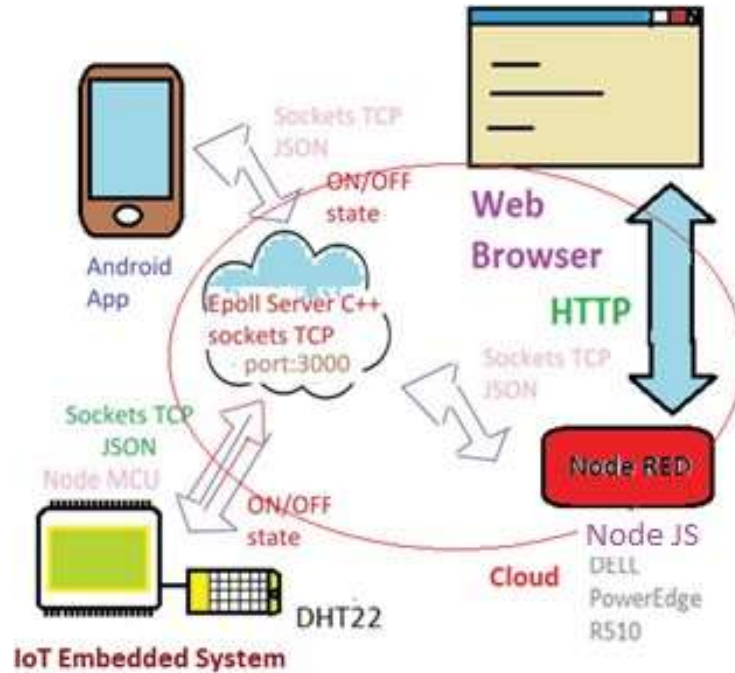 Sockets TCP
JSON
ON/OFF
state
Android
App
Web
Browser
HTTP
Epoll Server C++
sockets TCP
port:3000
Sockets TCP
JSON
Sockets TCP
JSON
Node MCU
ON/OFF
state
Node RED
Node JS
DELL
PowerEdge
R510
Cloud
DHT22
IoT Embedded System